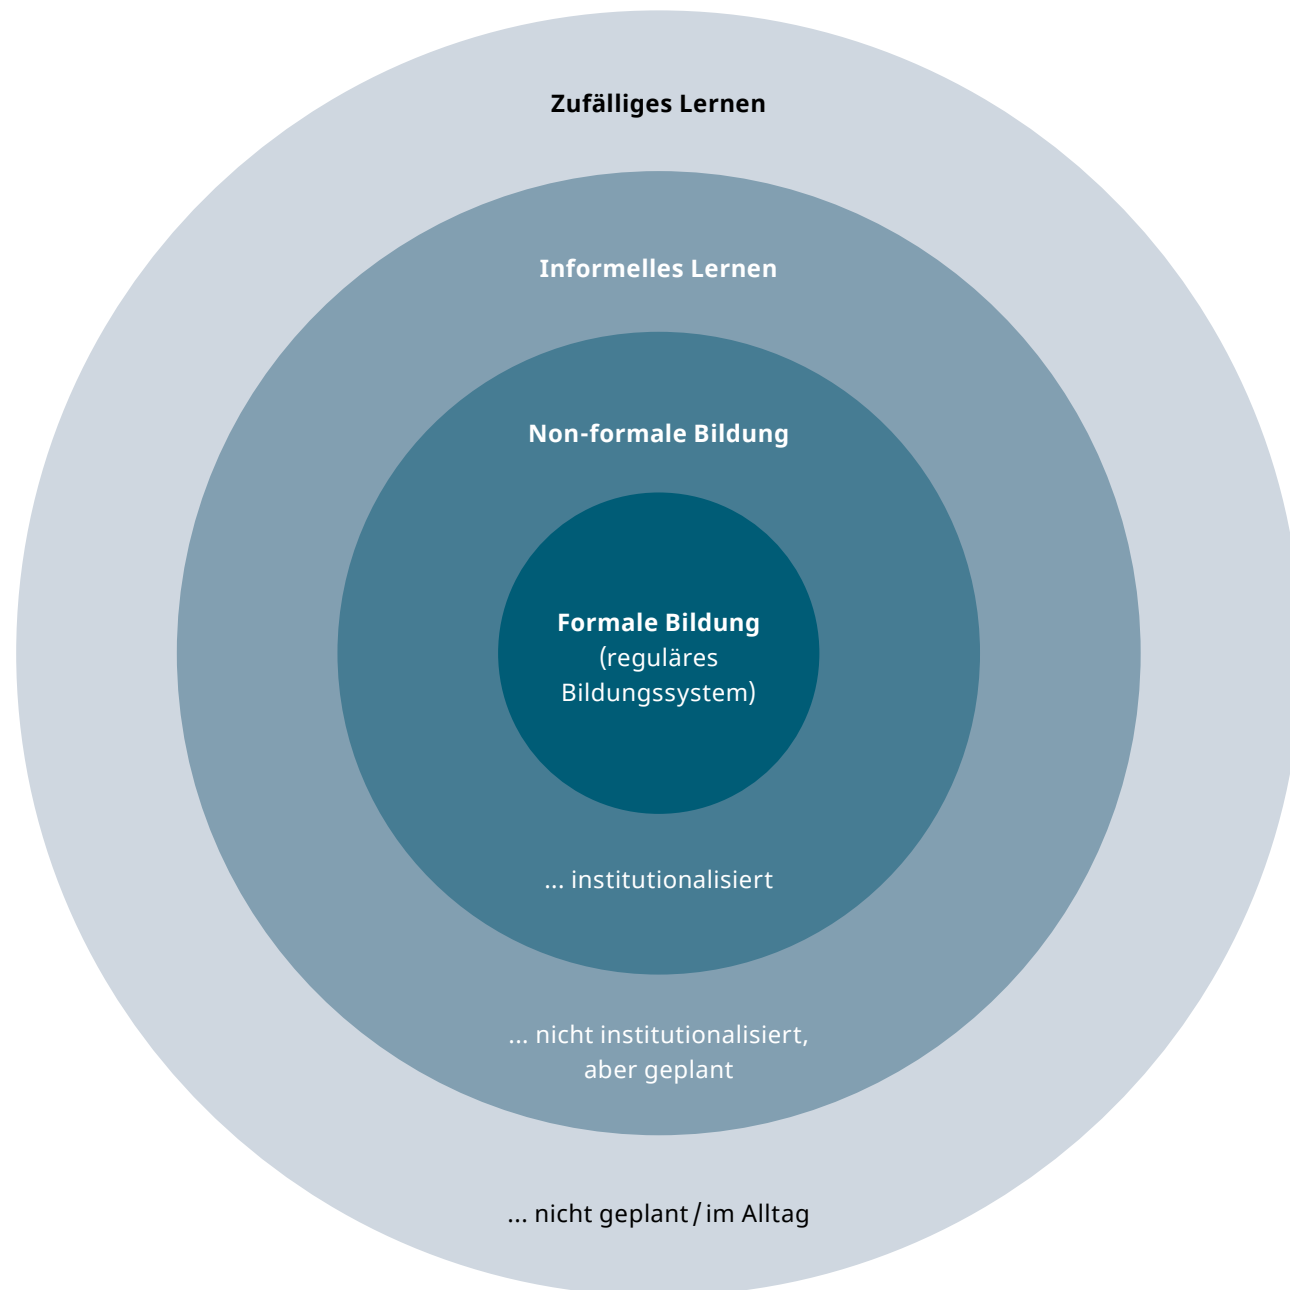 Zufälliges Lernen
Informelles Lernen
Non-formale Bildung
Formale Bildung
(reguläres
Bildungssystem)
... institutionalisiert
... nicht institutionalisiert,
aber geplant
... nicht geplant / im Alltag